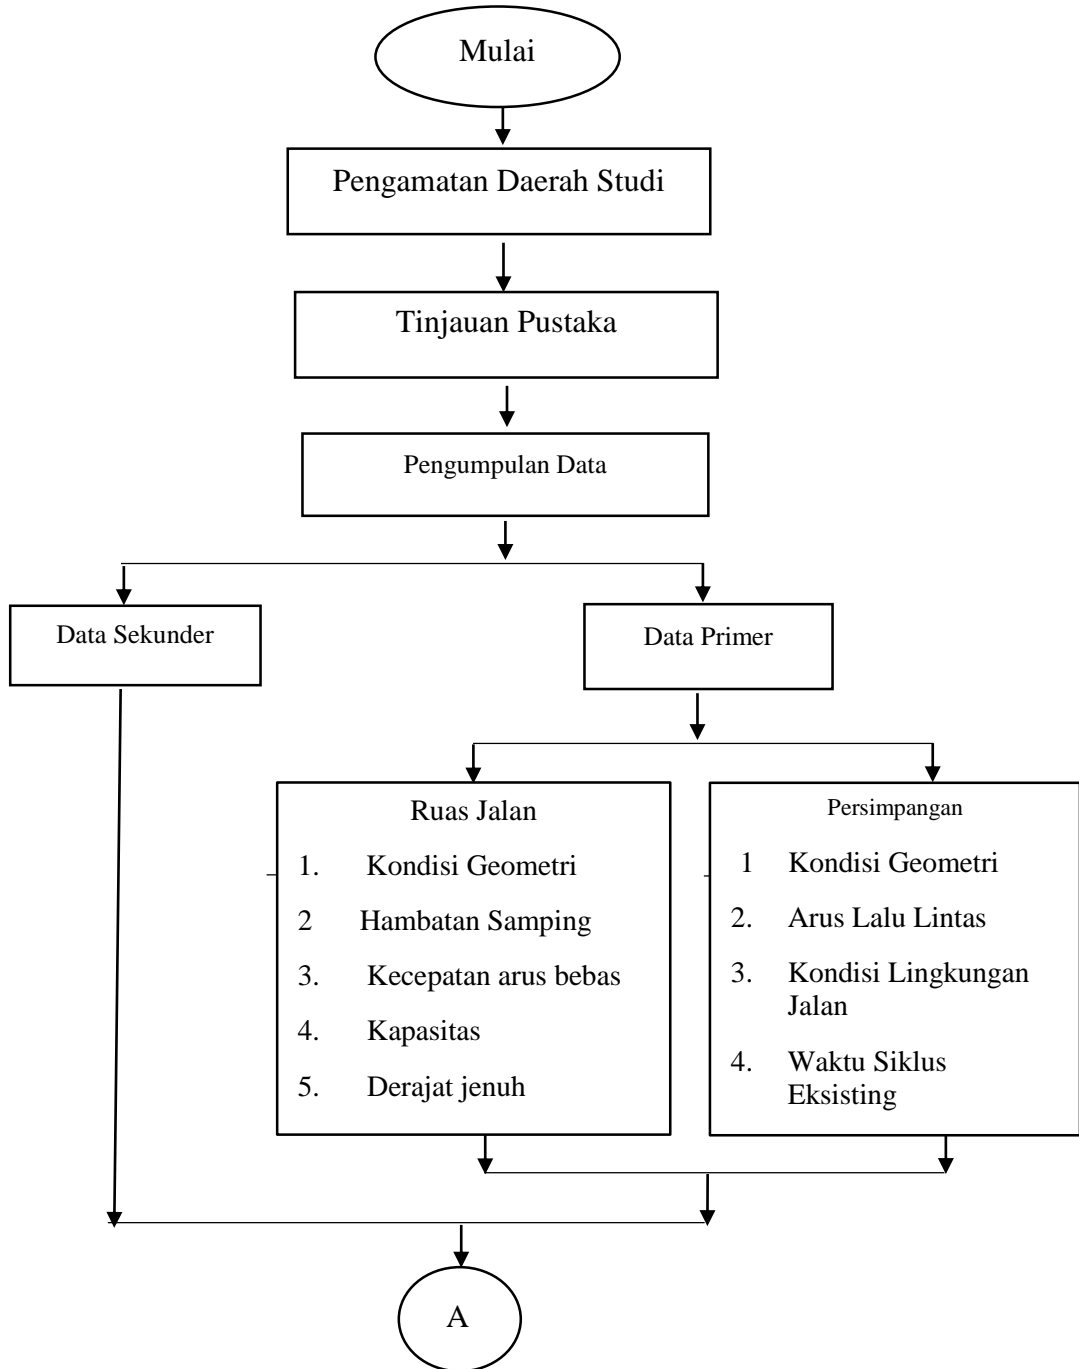 Mulai
Pengamatan Daerah Studi
Tinjauan Pustaka
Pengumpulan Data
Data Sekunder
Data Primer
Ruas Jalan
1. Kondisi Geometri
2 Hambatan Samping
3. Kecepatan arus bebas
4. Kapasitas
5. Derajat jenuh
Persimpangan
1 Kondisi Geometri
2. Arus Lalu Lintas
3. Kondisi Lingkungan
Jalan
4. Waktu Siklus
Eksisting
A